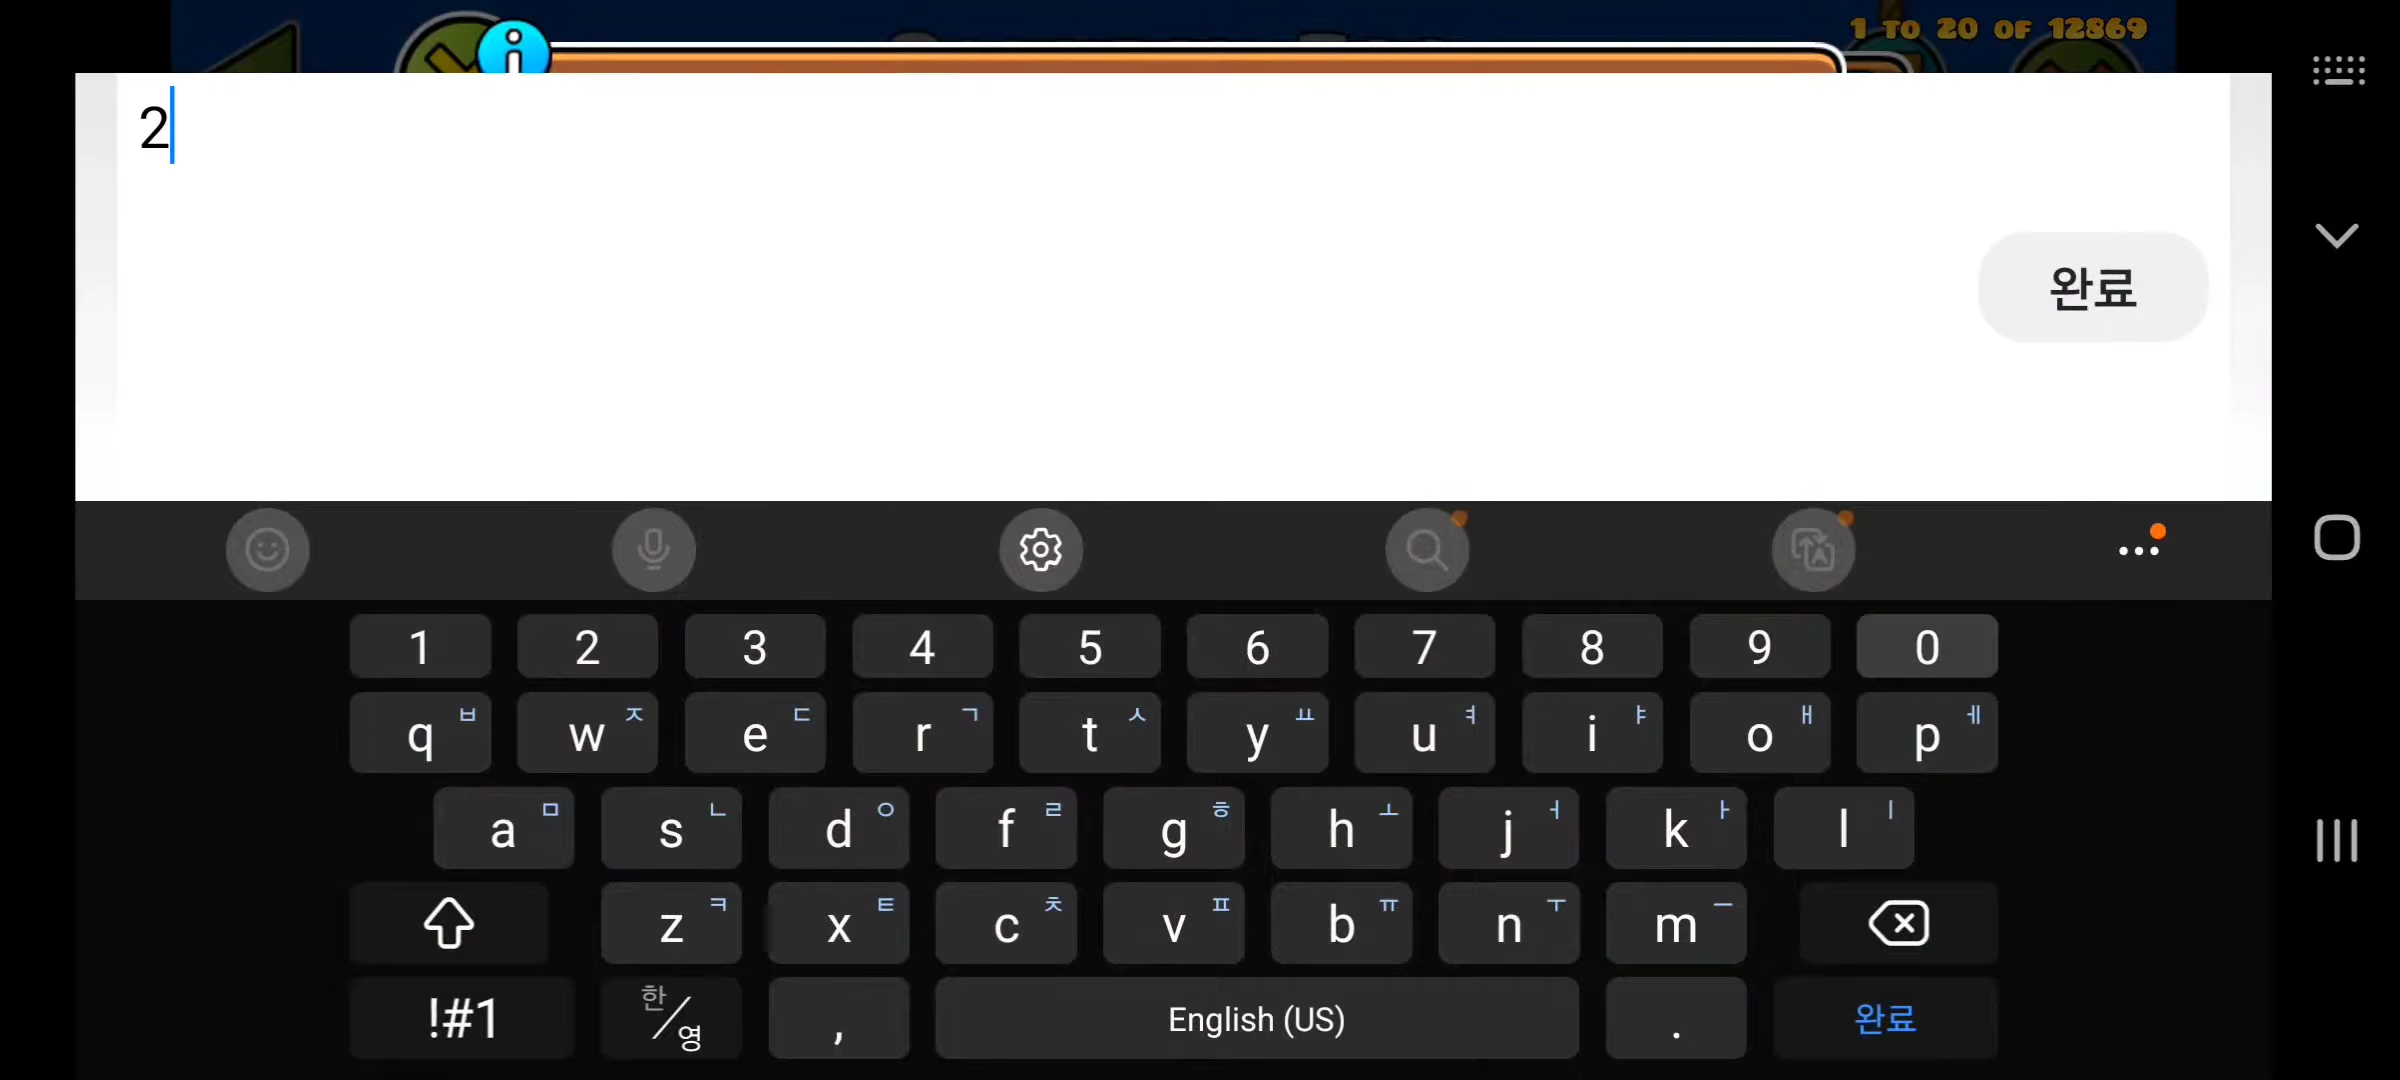 1 TO 20 OF 12869
i
2
완료
1 2 3 4 5 6 7 8 9 0
q ㅂ w ㅈ e ㄷ r ㄱ t ㅅ y ㅛ u ㅕ i ㅑ o ㅐ p ㅔ
a ㅁ s ㄴ d ㅇ f ㄹ g ㅎ h ㅗ j ㅓ k ㅏ l ㅣ
z ㅋ x ㅌ c ㅊ v ㅍ b ㅠ n ㅜ m ㅡ
!#1 한/영 , English (US) . 완료